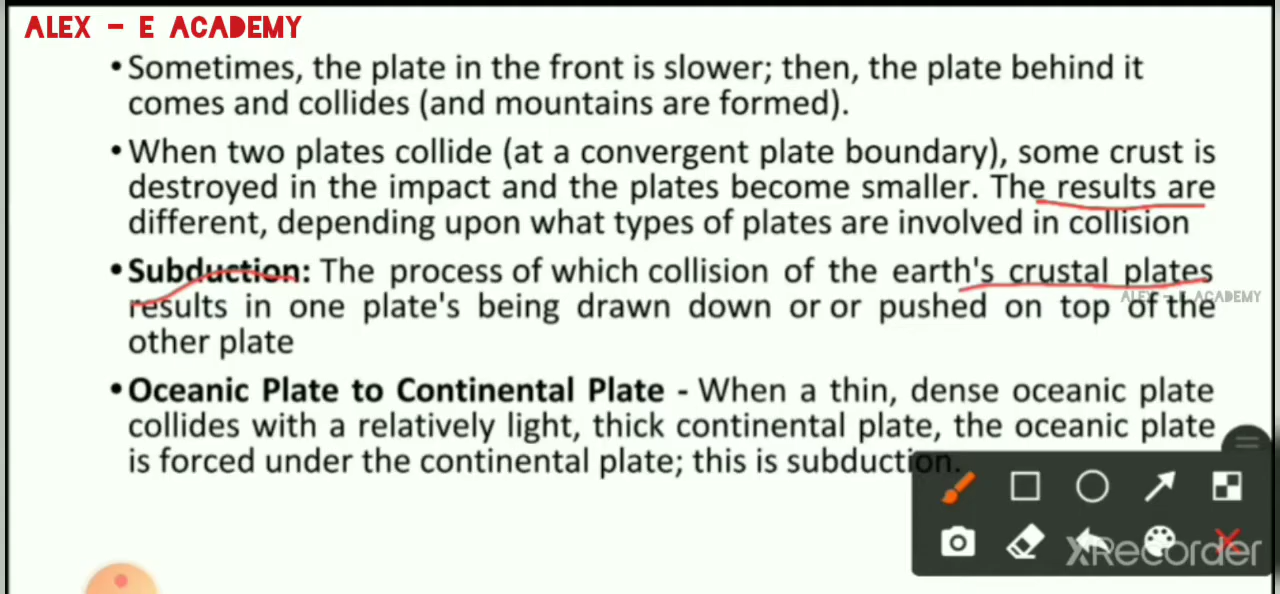 ALEX - E ACADEMY
• Sometimes, the plate in the front is slower; then, the plate behind it
comes and collides (and mountains are formed).
• When two plates collide (at a convergent plate boundary), some crust is
destroyed in the impact and the plates become smaller. The results are
different, depending upon what types of plates are involved in collision
• Subduction: The process of which collision of the earth's crustal plates
results in one plate's being drawn down or or pushed on top of the
ALEX - E ACADEMY
other plate
• Oceanic Plate to Continental Plate - When a thin, dense oceanic plate
collides with a relatively light, thick continental plate, the oceanic plate
is forced under the continental plate; this is subduction.
XRecorder